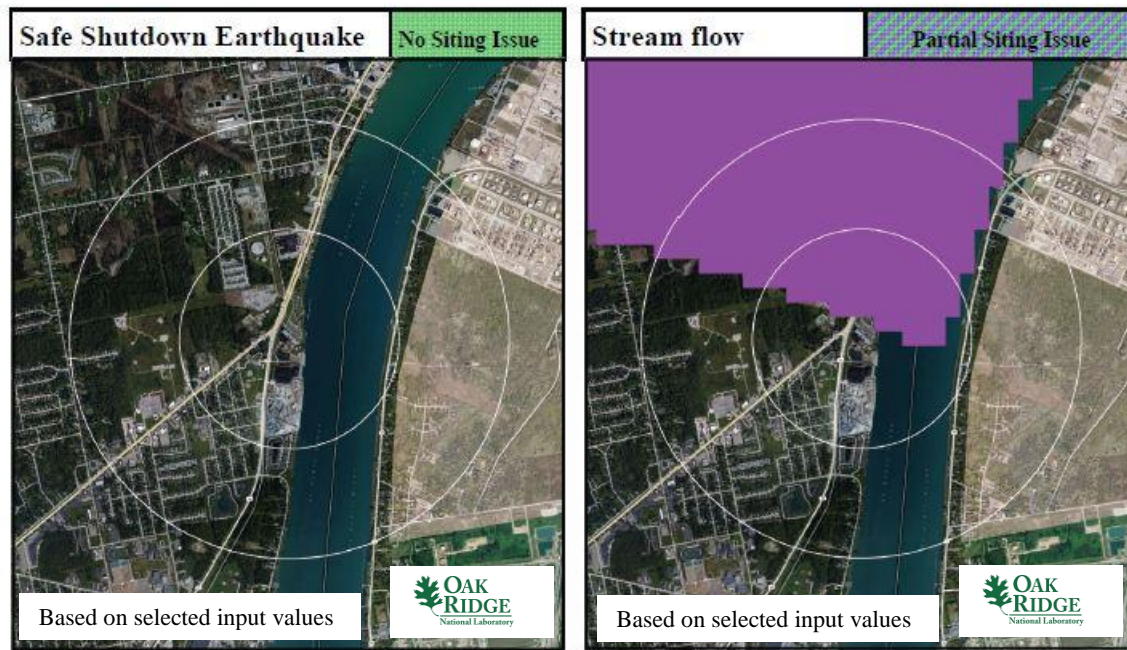 Safe Shutdown Earthquake
No Siting Issue
Based on selected input values
OAK
RIDGE
National Laboratory
Stream flow
Partial Siting Issue
Based on selected input values
OAK
RIDGE
National Laboratory